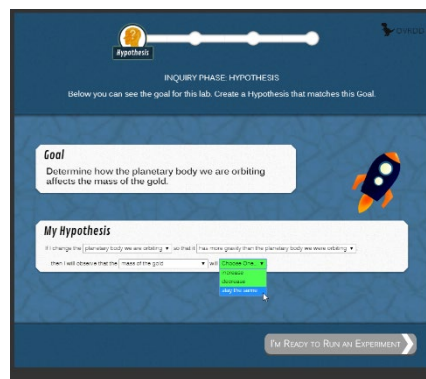 Hypothesis
INQUIRY PHASE: HYPOTHESIS
Below you can see the goal for this lab. Create a Hypothesis that matches this Goal.
Goal
Determine how the planetary body we are orbiting
affects the mass of the gold.
My Hypothesis
If I change the planetary body we are orbiting so that it has more gravity than the planetary body we were orbiting ,
then I will observe that the mass of the gold will Choose One..
increase
decrease
stay the same
I'm Ready to Run an Experiment